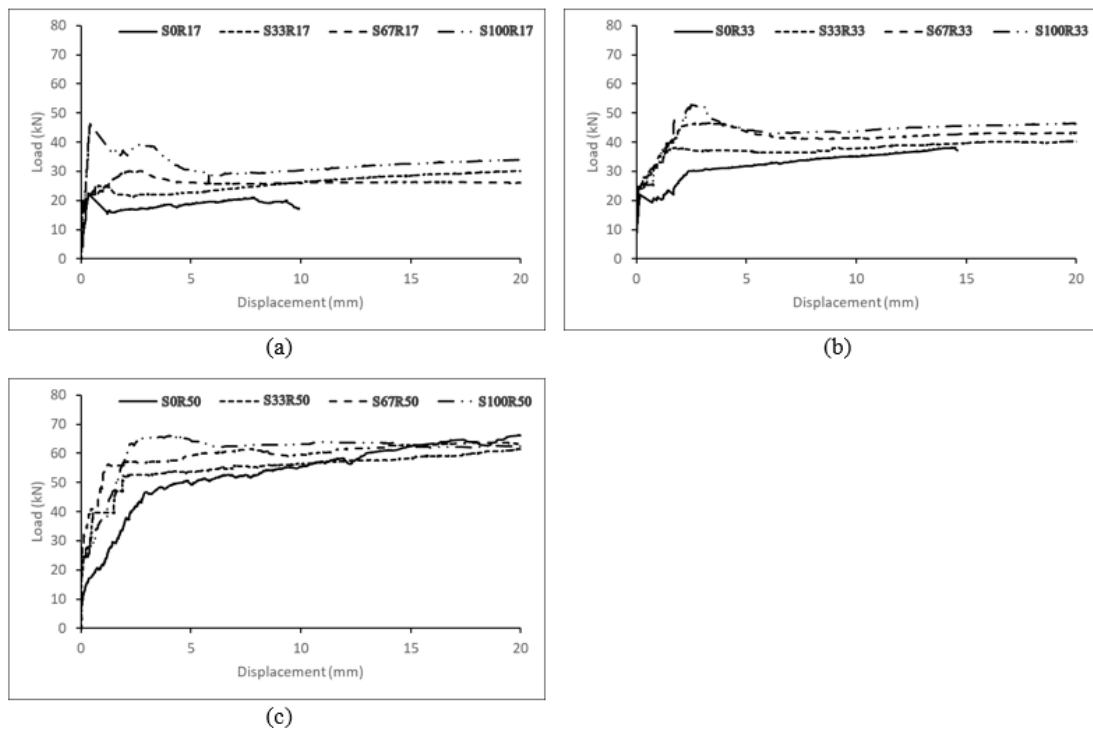 S0R17 S33R17 S67R17 S100R17
80
70
60
50
40
30
20
10
0
Load (kN)
0 5 10 15 20
Displacement (mm)
(a)
S0R33 S33R33 S67R33 S100R33
80
70
60
50
40
30
20
10
0
Load (kN)
0 5 10 15 20
Displacement (mm)
(b)
S0R50 S33R50 S67R50 S100R50
80
70
60
50
40
30
20
10
0
Load (kN)
0 5 10 15 20
Displacement (mm)
(c)